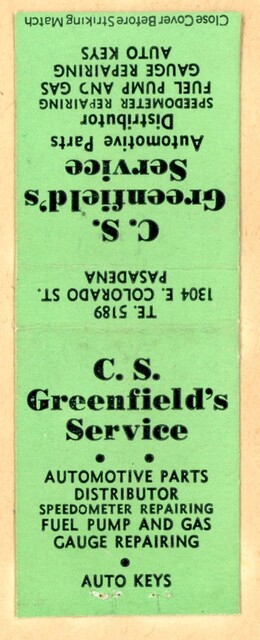 Close Cover Before Striking Match
C. S.
Greenfield's
Service
Automotive Parts
Distributor
SPEEDOMETER REPAIRING
FUEL PUMP AND GAS
GAUGE REPAIRING
AUTO KEYS
TE. 5189
1304 E. COLORADO ST.
PASADENA
C. S.
Greenfield's
Service
AUTOMOTIVE PARTS
DISTRIBUTOR
SPEEDOMETER REPAIRING
FUEL PUMP AND GAS
GAUGE REPAIRING
AUTO KEYS